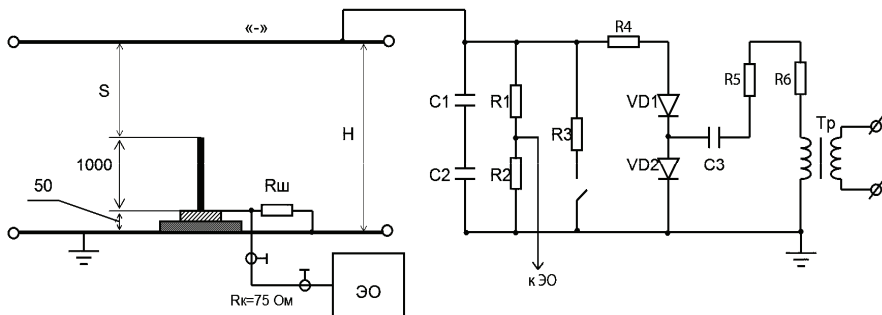 «-»
S
H
1000
50
Rш
Rк=75 Ом
ЭО
C1
C2
R1
R2
к ЭО
R3
R4
VD1
VD2
C3
R5
R6
Тр